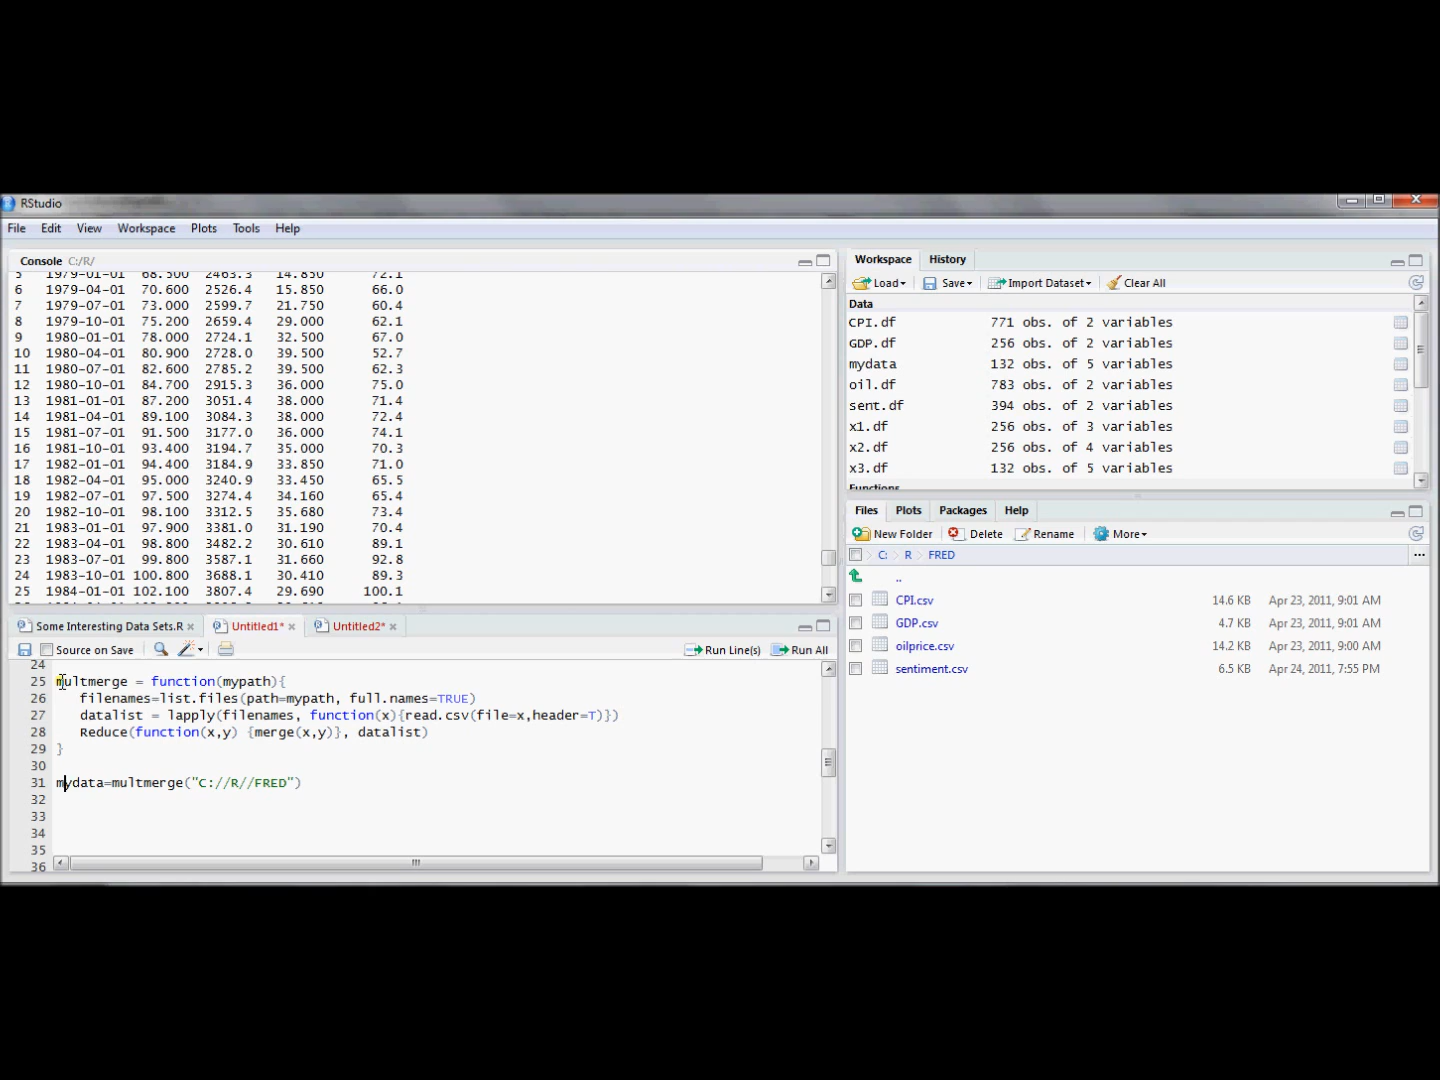 RStudio
File Edit View Workspace Plots Tools Help
Console C:/R/
5 1979-01-01 68.500 2463.3 14.850 72.1
6 1979-04-01 70.600 2526.4 15.850 66.0
7 1979-07-01 73.000 2599.7 21.750 60.4
8 1979-10-01 75.200 2659.4 29.000 62.1
9 1980-01-01 78.000 2724.1 32.500 67.0
10 1980-04-01 80.900 2728.0 39.500 52.7
11 1980-07-01 82.600 2785.2 39.500 62.3
12 1980-10-01 84.700 2915.3 36.000 75.0
13 1981-01-01 87.200 3051.4 38.000 71.4
14 1981-04-01 89.100 3084.3 38.000 72.4
15 1981-07-01 91.500 3177.0 36.000 74.1
16 1981-10-01 93.400 3194.7 35.000 70.3
17 1982-01-01 94.400 3184.9 33.850 71.0
18 1982-04-01 95.000 3240.9 33.450 65.5
19 1982-07-01 97.500 3274.4 34.160 65.4
20 1982-10-01 98.100 3312.5 35.680 73.4
21 1983-01-01 97.900 3381.0 31.190 70.4
22 1983-04-01 98.800 3482.2 30.610 89.1
23 1983-07-01 99.800 3587.1 31.660 92.8
24 1983-10-01 100.800 3688.1 30.410 89.3
25 1984-01-01 102.100 3807.4 29.690 100.1
Some Interesting Data Sets.R Untitled1* Untitled2*
Source on Save Run Line(s) Run All
24
25 multmerge = function(mypath){
26 filenames=list.files(path=mypath, full.names=TRUE)
27 datalist = lapply(filenames, function(x){read.csv(file=x,header=T)})
28 Reduce(function(x,y) {merge(x,y)}, datalist)
29 }
30
31 mydata=multmerge("C://R//FRED")
32
33
34
35
36
Workspace History
Load Save Import Dataset Clear All
Data
CPI.df 771 obs. of 2 variables
GDP.df 256 obs. of 2 variables
mydata 132 obs. of 5 variables
oil.df 783 obs. of 2 variables
sent.df 394 obs. of 2 variables
x1.df 256 obs. of 3 variables
x2.df 256 obs. of 4 variables
x3.df 132 obs. of 5 variables
Functions
Files Plots Packages Help
New Folder Delete Rename More
C: R FRED ...
..
CPI.csv 14.6 KB Apr 23, 2011, 9:01 AM
GDP.csv 4.7 KB Apr 23, 2011, 9:01 AM
oilprice.csv 14.2 KB Apr 23, 2011, 9:00 AM
sentiment.csv 6.5 KB Apr 24, 2011, 7:55 PM